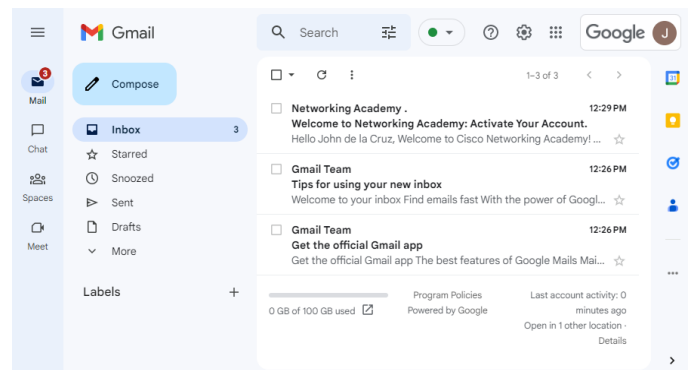 Gmail
Search
Google
J
3
Mail
Compose
1–3 of 3
31
Networking Academy .
12:29 PM
Welcome to Networking Academy: Activate Your Account.
Hello John de la Cruz, Welcome to Cisco Networking Academy! ...
Inbox
3
Chat
Starred
Gmail Team
12:26 PM
Snoozed
Tips for using your new inbox
Spaces
Sent
Welcome to your inbox Find emails fast With the power of Googl...
Drafts
Gmail Team
12:26 PM
Meet
More
Get the official Gmail app
Get the official Gmail app The best features of Google Mails Mai...
Labels
0 GB of 100 GB used
Program Policies
Powered by Google
Last account activity: 0
minutes ago
Open in 1 other location ·
Details